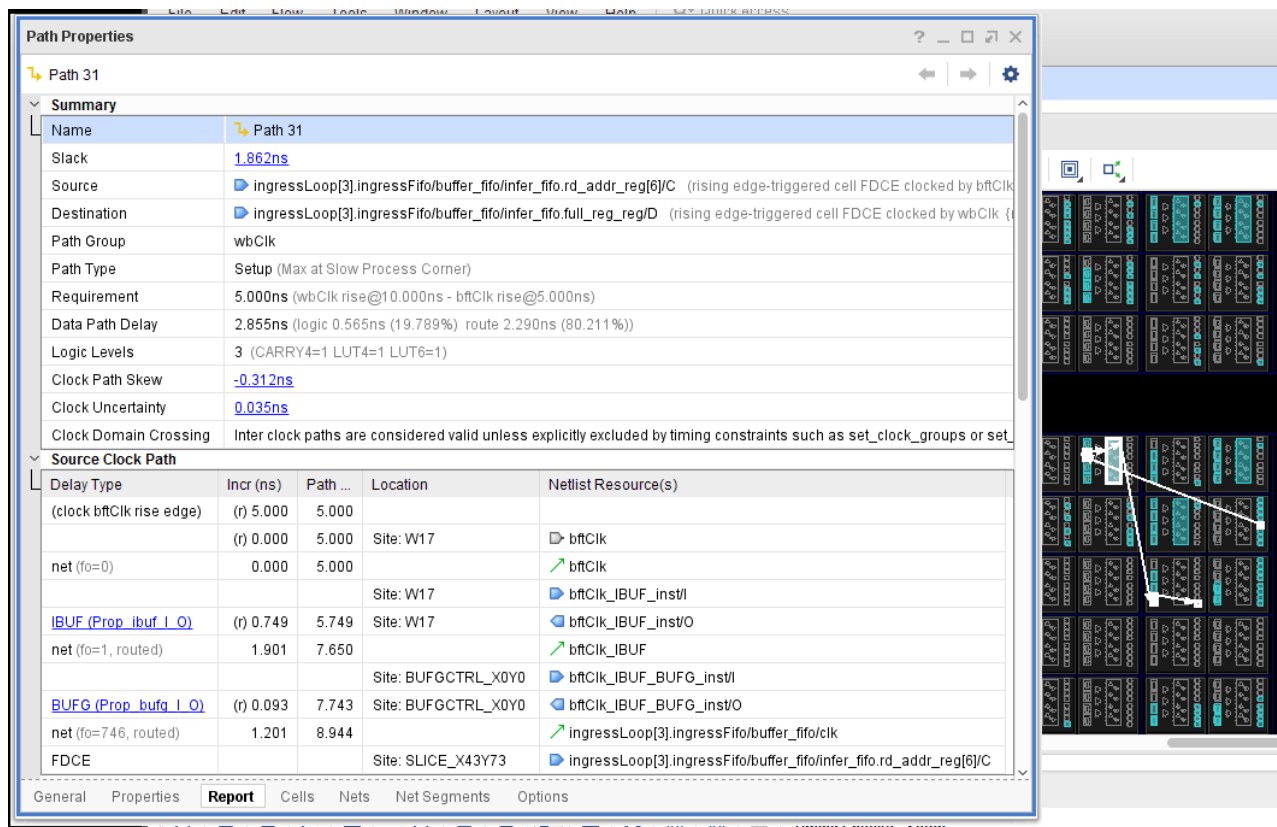 File Edit Flow Tools Window Layout View Help Quick Access
Path Properties
Path 31
Summary
Name Path 31
Slack 1.862ns
Source ingressLoop[3].ingressFifo/buffer_fifo/infer_fifo.rd_addr_reg[6]/C (rising edge-triggered cell FDCE clocked by bftClk
Destination ingressLoop[3].ingressFifo/buffer_fifo/infer_fifo.full_reg_reg/D (rising edge-triggered cell FDCE clocked by wbClk {
Path Group wbClk
Path Type Setup (Max at Slow Process Corner)
Requirement 5.000ns (wbClk rise@10.000ns - bftClk rise@5.000ns)
Data Path Delay 2.855ns (logic 0.565ns (19.789%) route 2.290ns (80.211%))
Logic Levels 3 (CARRY4=1 LUT4=1 LUT6=1)
Clock Path Skew -0.312ns
Clock Uncertainty 0.035ns
Clock Domain Crossing Inter clock paths are considered valid unless explicitly excluded by timing constraints such as set_clock_groups or set_
Source Clock Path
Delay Type Incr (ns) Path ... Location Netlist Resource(s)
(clock bftClk rise edge) (r) 5.000 5.000
(r) 0.000 5.000 Site: W17 bftClk
net (fo=0) 0.000 5.000 bftClk
Site: W17 bftClk_IBUF_inst/I
IBUF (Prop_ibuf_I_O) (r) 0.749 5.749 Site: W17 bftClk_IBUF_inst/O
net (fo=1, routed) 1.901 7.650 bftClk_IBUF
Site: BUFGCTRL_X0Y0 bftClk_IBUF_BUFG_inst/I
BUFG (Prop_bufg_I_O) (r) 0.093 7.743 Site: BUFGCTRL_X0Y0 bftClk_IBUF_BUFG_inst/O
net (fo=746, routed) 1.201 8.944 ingressLoop[3].ingressFifo/buffer_fifo/clk
FDCE Site: SLICE_X43Y73 ingressLoop[3].ingressFifo/buffer_fifo/infer_fifo.rd_addr_reg[6]/C
General Properties Report Cells Nets Net Segments Options